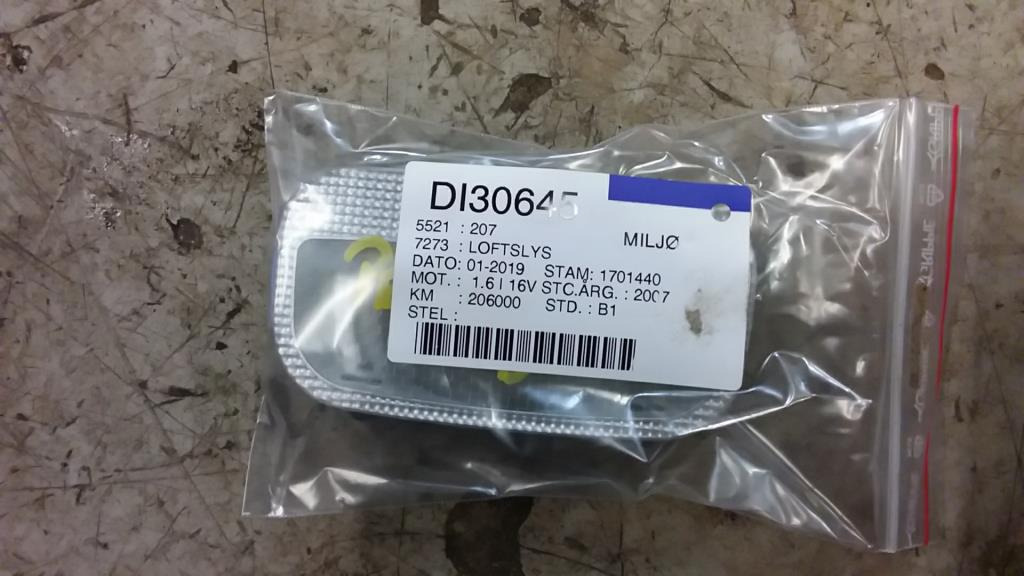 DI30645
MILJØ
5521 : 207
7273 : LOFTSLYS
DATO: 01-2019 STAM: 1701440
MOT. : 1.6 I 16V STC.ARG. : 2007
KM : 206000 STD. : B1
STEL :